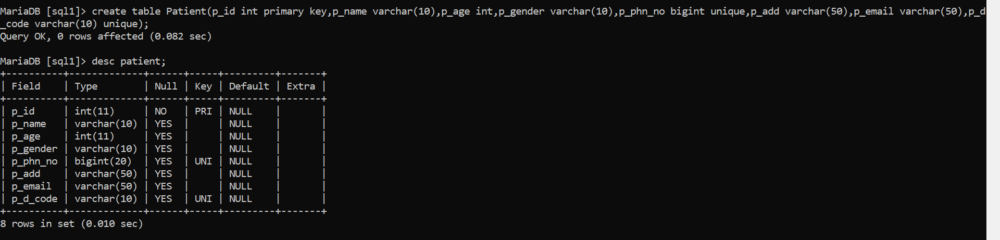 MariaDB [sql1]> create table Patient(p_id int primary key,p_name varchar(10),p_age int,p_gender varchar(10),p_phn_no bigint unique,p_add varchar(50),p_email varchar(50),p_d
_code varchar(10) unique);
Query OK, 0 rows affected (0.082 sec)

MariaDB [sql1]> desc patient;
+----------+-------------+------+-----+---------+-------+
| Field    | Type        | Null | Key | Default | Extra |
+----------+-------------+------+-----+---------+-------+
| p_id     | int(11)     | NO   | PRI | NULL    |       |
| p_name   | varchar(10) | YES  |     | NULL    |       |
| p_age    | int(11)     | YES  |     | NULL    |       |
| p_gender | varchar(10) | YES  |     | NULL    |       |
| p_phn_no | bigint(20)  | YES  | UNI | NULL    |       |
| p_add    | varchar(50) | YES  |     | NULL    |       |
| p_email  | varchar(50) | YES  |     | NULL    |       |
| p_d_code | varchar(10) | YES  | UNI | NULL    |       |
+----------+-------------+------+-----+---------+-------+
8 rows in set (0.010 sec)